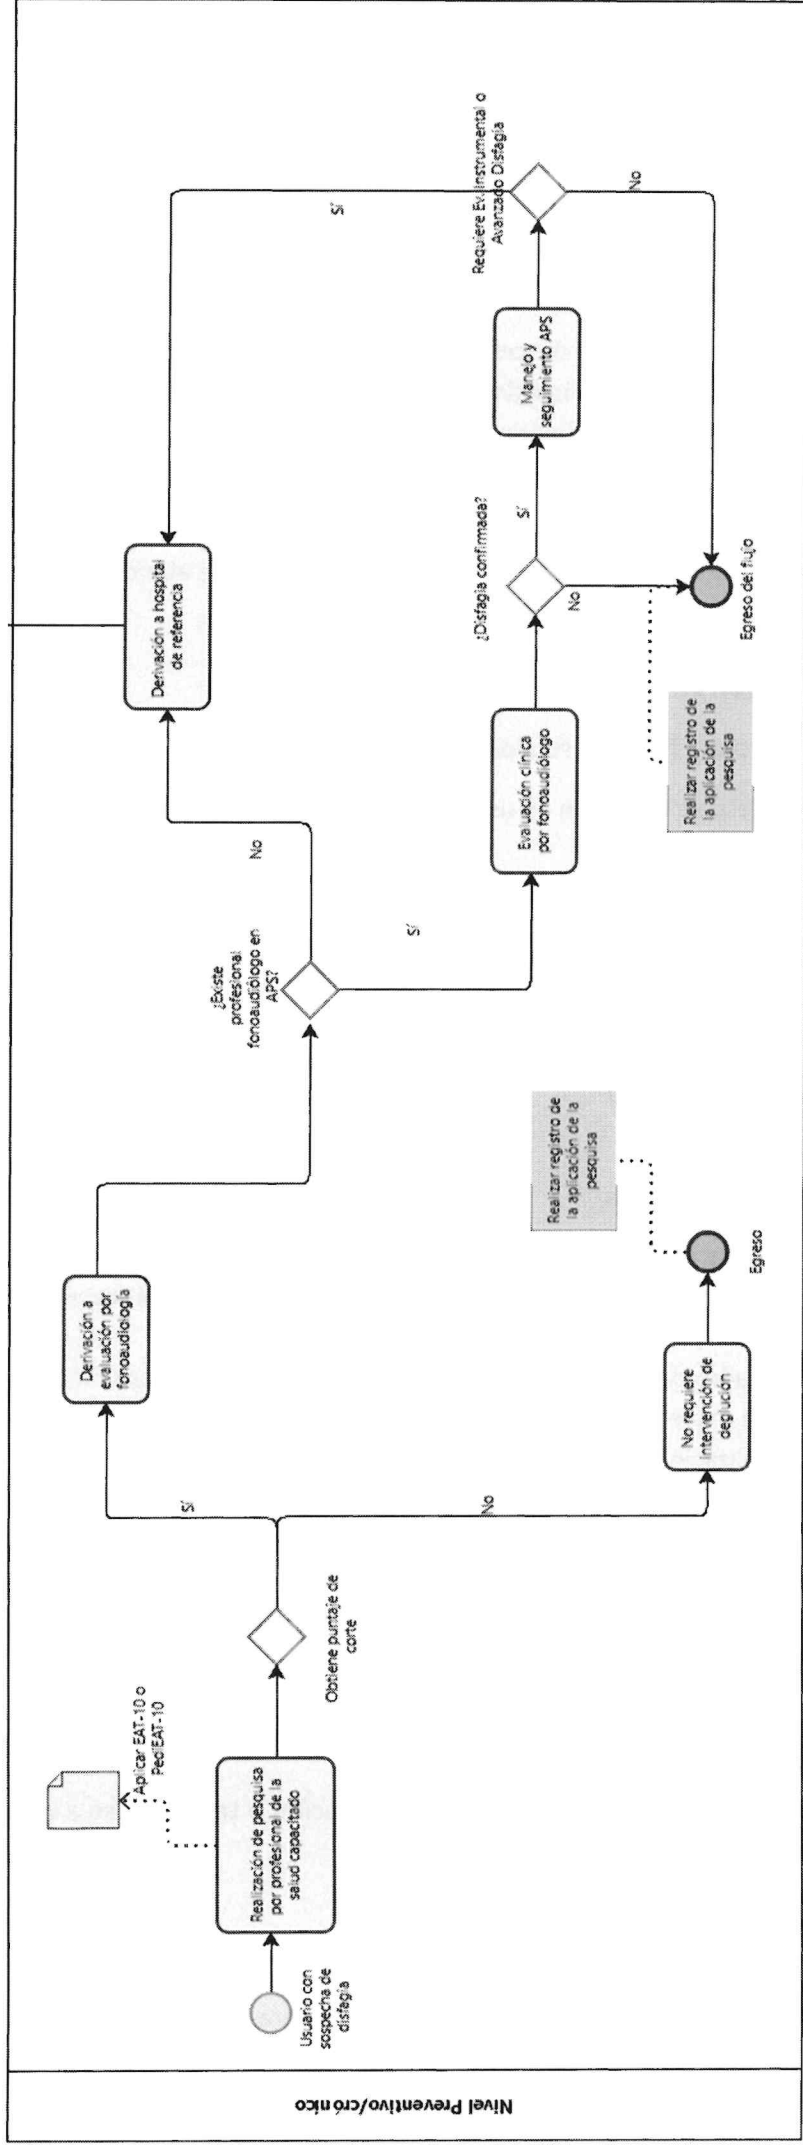 Nivel Preventivo/crónico
Usuario con
sospecha de
disfagia
Realización de pesquisa
por profesional de la
salud capacitado
Aplicar EAT-10 o
PediEAT-10
Obtiene puntaje de
corte
Sí
No
Derivación a
evaluación por
fonoaudiología
No requiere
intervención de
deglución
Egreso
Realizar registro de
la aplicación de la
pesquisa
¿Existe
profesional
fonoaudiólogo en
APS?
No
Sí
Derivación a hospital
de referencia
Evaluación clínica
por fonoaudiólogo
¿Disfagia confirmada?
Sí
No
Realizar registro de
la aplicación de la
pesquisa
Egreso del flujo
Manejo y
seguimiento APS
Requiere Ev. Instrumental o
Avanzado Disfagia
Sí
No